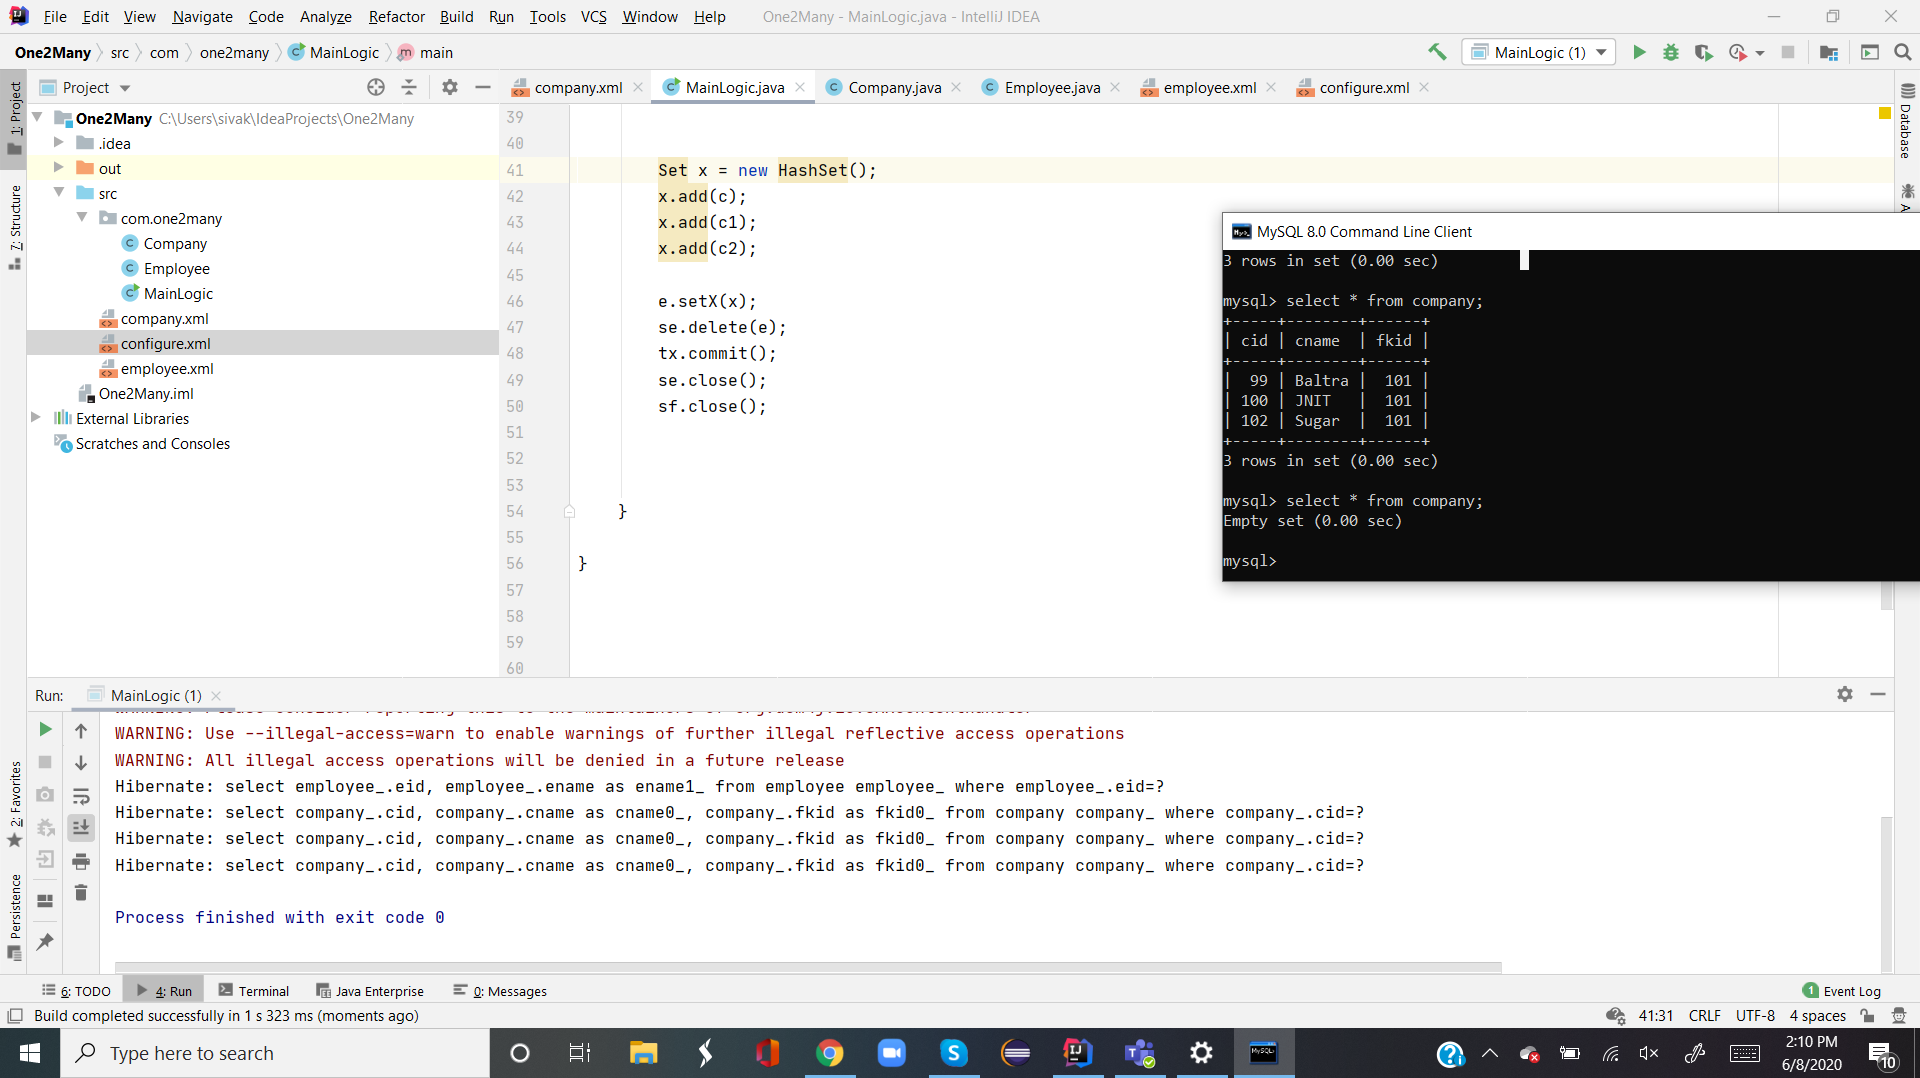 File Edit View Navigate Code Analyze Refactor Build Run Tools VCS Window Help One2Many - MainLogic.java - IntelliJ IDEA
One2Many src com one2many MainLogic main MainLogic (1)
Project
company.xml MainLogic.java Company.java Employee.java employee.xml configure.xml
1: Project
7: Structure
2: Favorites
Persistence
Database
One2Many C:\Users\sivak\IdeaProjects\One2Many
.idea
out
src
com.one2many
Company
Employee
MainLogic
company.xml
configure.xml
employee.xml
One2Many.iml
External Libraries
Scratches and Consoles
39
40
41 Set x = new HashSet();
42 x.add(c);
43 x.add(c1);
44 x.add(c2);
45
46 e.setX(x);
47 se.delete(e);
48 tx.commit();
49 se.close();
50 sf.close();
51
52
53
54 }
55
56 }
57
58
59
60
MySQL 8.0 Command Line Client
3 rows in set (0.00 sec)
mysql> select * from company;
+-----+--------+------+
| cid | cname  | fkid |
+-----+--------+------+
|  99 | Baltra |  101 |
| 100 | JNIT   |  101 |
| 102 | Sugar  |  101 |
+-----+--------+------+
3 rows in set (0.00 sec)
mysql> select * from company;
Empty set (0.00 sec)
mysql>
Run: MainLogic (1)
WARNING: Use --illegal-access=warn to enable warnings of further illegal reflective access operations
WARNING: All illegal access operations will be denied in a future release
Hibernate: select employee_.eid, employee_.ename as ename1_ from employee employee_ where employee_.eid=?
Hibernate: select company_.cid, company_.cname as cname0_, company_.fkid as fkid0_ from company company_ where company_.cid=?
Hibernate: select company_.cid, company_.cname as cname0_, company_.fkid as fkid0_ from company company_ where company_.cid=?
Hibernate: select company_.cid, company_.cname as cname0_, company_.fkid as fkid0_ from company company_ where company_.cid=?
Process finished with exit code 0
6: TODO 4: Run Terminal Java Enterprise 0: Messages 1 Event Log
Build completed successfully in 1 s 323 ms (moments ago) 41:31 CRLF UTF-8 4 spaces
Type here to search
2:10 PM
6/8/2020
10